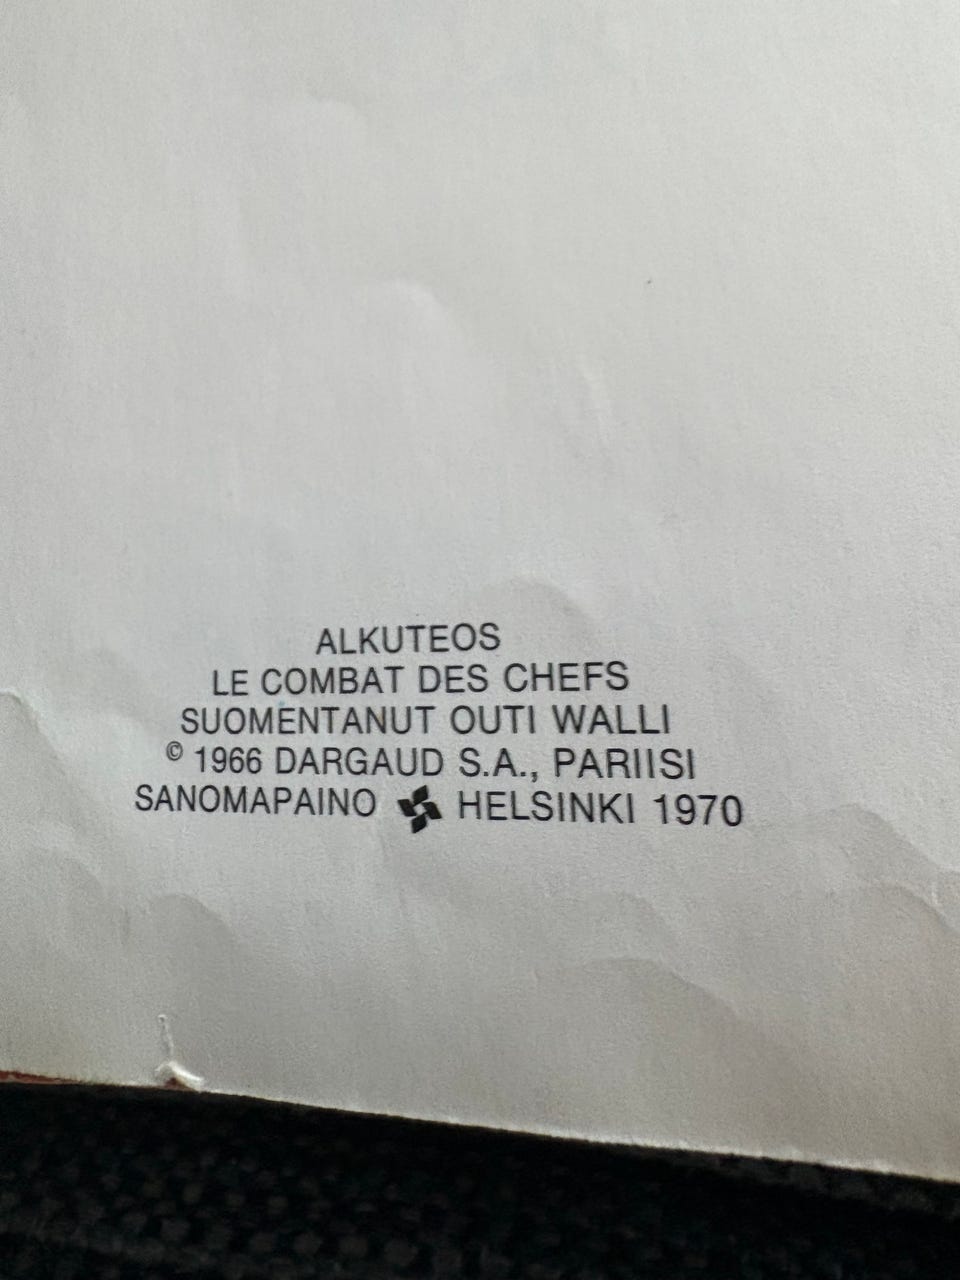 ALKUTEOS
LE COMBAT DES CHEFS
SUOMENTANUT OUTI WALLI
© 1966 DARGAUD S.A., PARIISI
SANOMAPAINO HELSINKI 1970